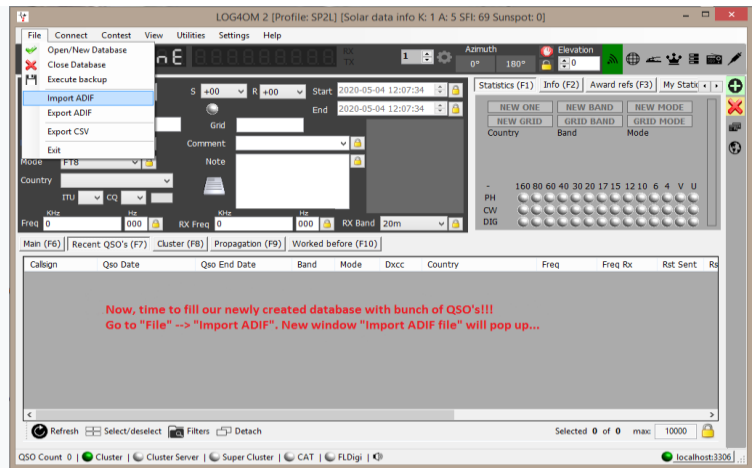 LOG4OM 2 [Profile: SP2L] [Solar data info K: 1 A: 5 SFI: 69 Sunspot: 0]
File Connect Contest View Utilities Settings Help
Open/New Database
Close Database
Execute backup
Import ADIF
Export ADIF
Export CSV
Exit
n E
RX
TX
1
Azimuth
0° 180°
Elevation
0
S +00 R +00 Start 2020-05-04 12:07:34
End 2020-05-04 12:07:34
Grid
Comment
Mode FT8 Note
Country
ITU CQ
KHz Hz KHz Hz
Freq 0 000 RX Freq 0 000 RX Band 20m
Statistics (F1) Info (F2) Award refs (F3) My Static
NEW ONE NEW BAND NEW MODE
NEW GRID GRID BAND GRID MODE
Country Band Mode
- 160 80 60 40 30 20 17 15 12 10 6 4 V U
PH
CW
DIG
Main (F6) Recent QSO's (F7) Cluster (F8) Propagation (F9) Worked before (F10)
Callsign Qso Date Qso End Date Band Mode Dxcc Country Freq Freq Rx Rst Sent Rs
Now, time to fill our newly created database with bunch of QSO's!!!
Go to "File" --> "Import ADIF". New window "Import ADIF file" will pop up...
Refresh Select/deselect Filters Detach Selected 0 of 0 max: 10000
QSO Count 0 | Cluster | Cluster Server | Super Cluster | CAT | FLDigi | localhost:3306